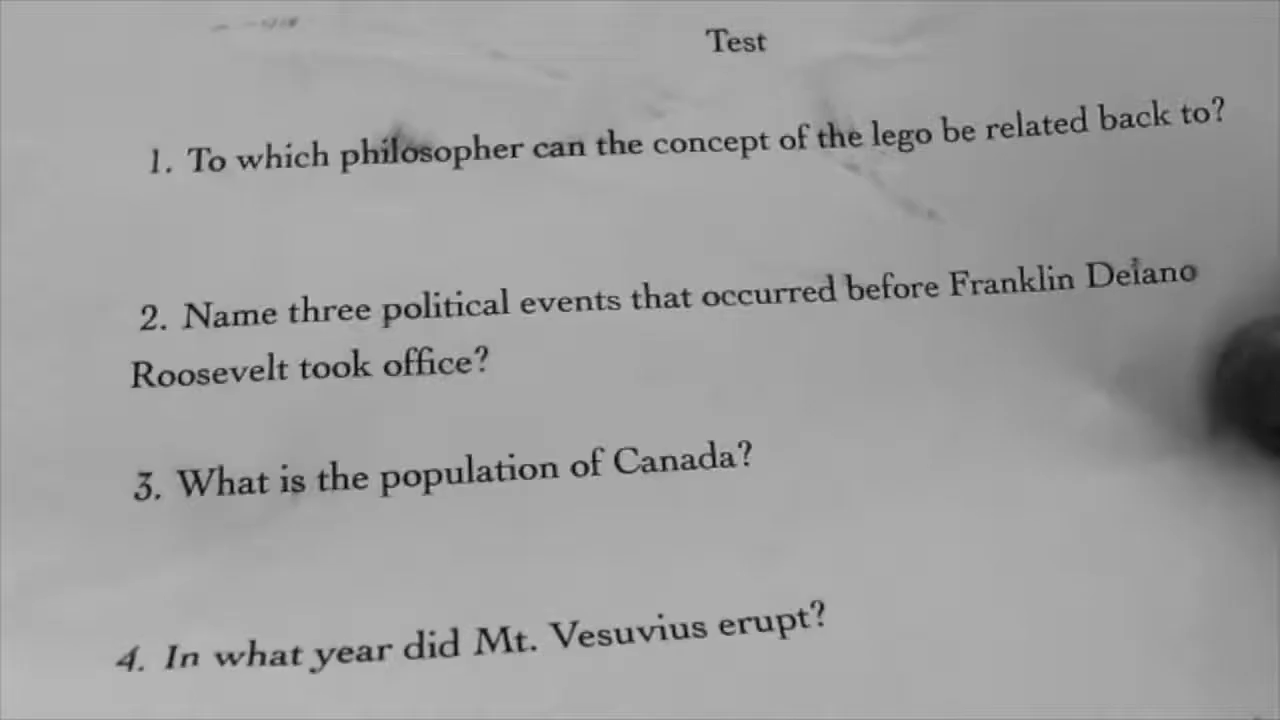 Test
1. To which philosopher can the concept of the lego be related back to?
2. Name three political events that occurred before Franklin Delano
Roosevelt took office?
3. What is the population of Canada?
4. In what year did Mt. Vesuvius erupt?